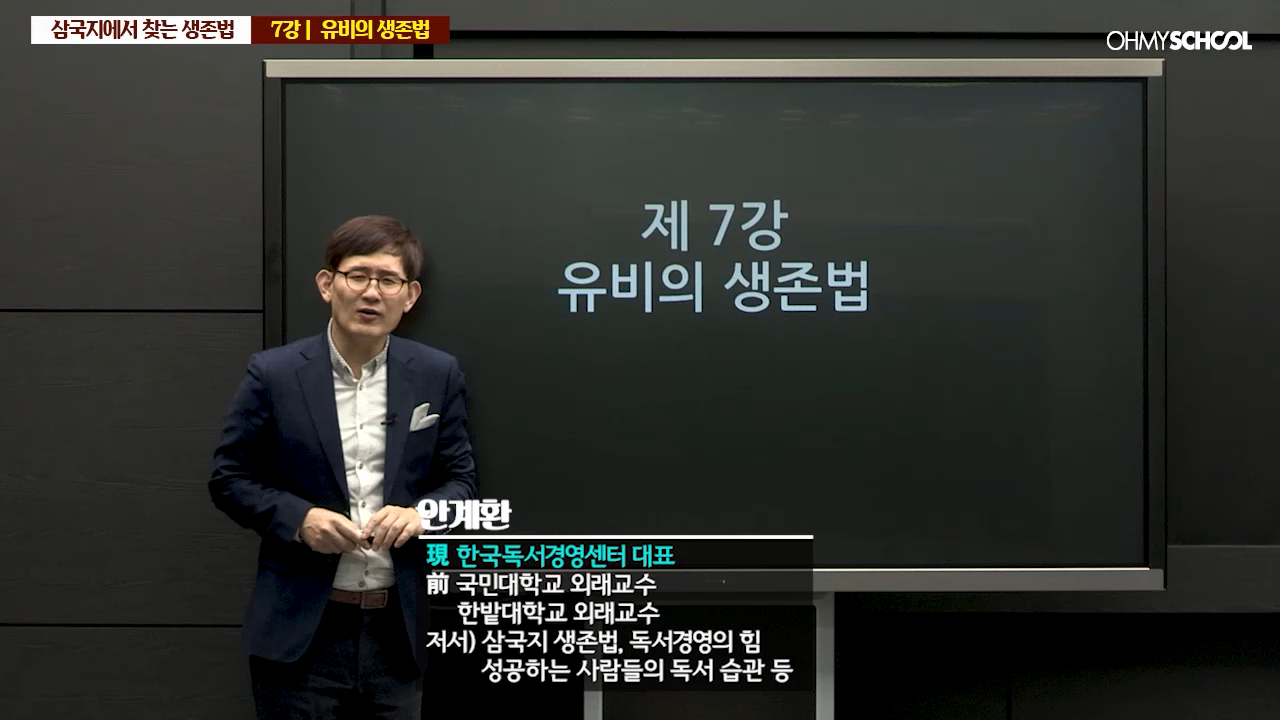 삼국지에서 찾는 생존법
7강 | 유비의 생존법
OHMYSCHOOL
제 7강
유비의 생존법
안계환
現 한국독서경영센터 대표
前 국민대학교 외래교수
한밭대학교 외래교수
저서) 삼국지 생존법, 독서경영의 힘
성공하는 사람들의 독서 습관 등